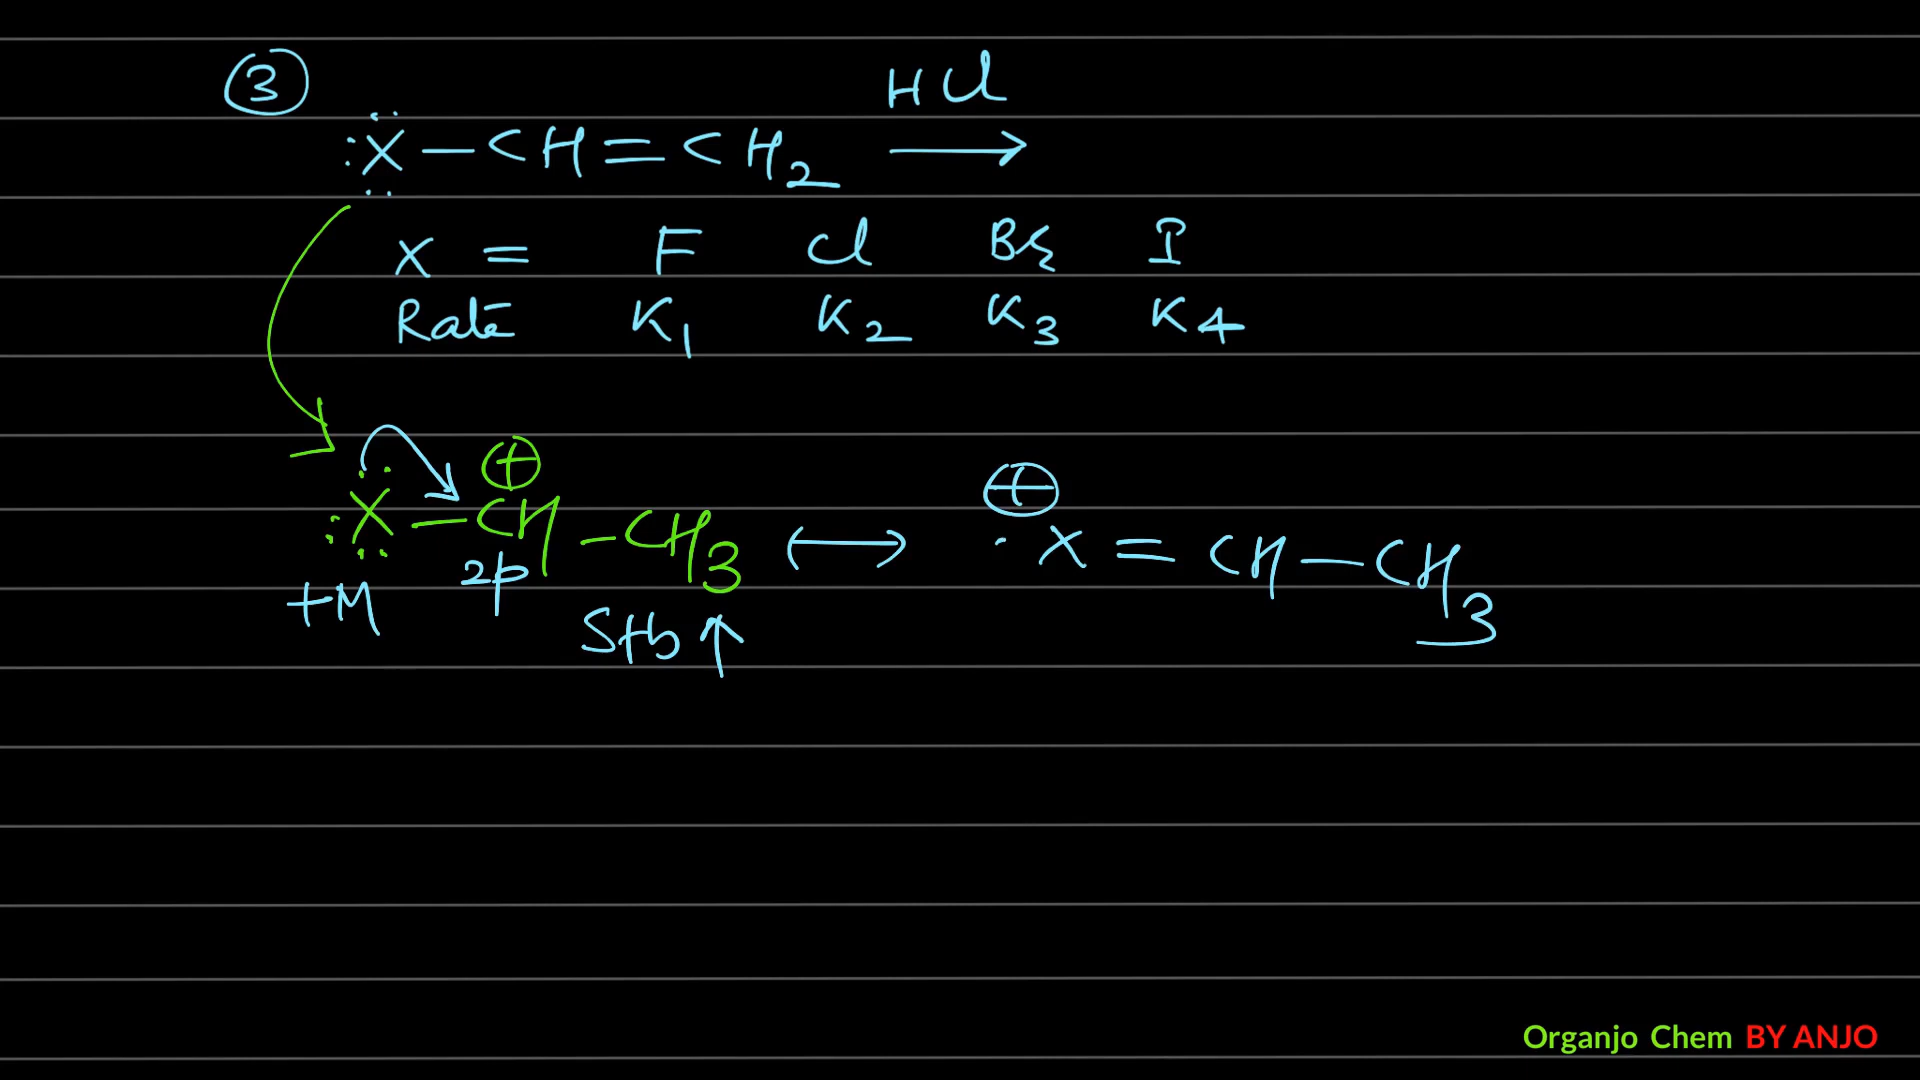 ③
HCl
:Ẍ — CH = CH₂ ⟶
X = F Cl Br I
Rate K₁ K₂ K₃ K₄
⊕ ⊕
:Ẍ — CH — CH₃ ⟷ · X = CH — CH₃
+M 2p
Stb ↑
Organjo Chem BY ANJO